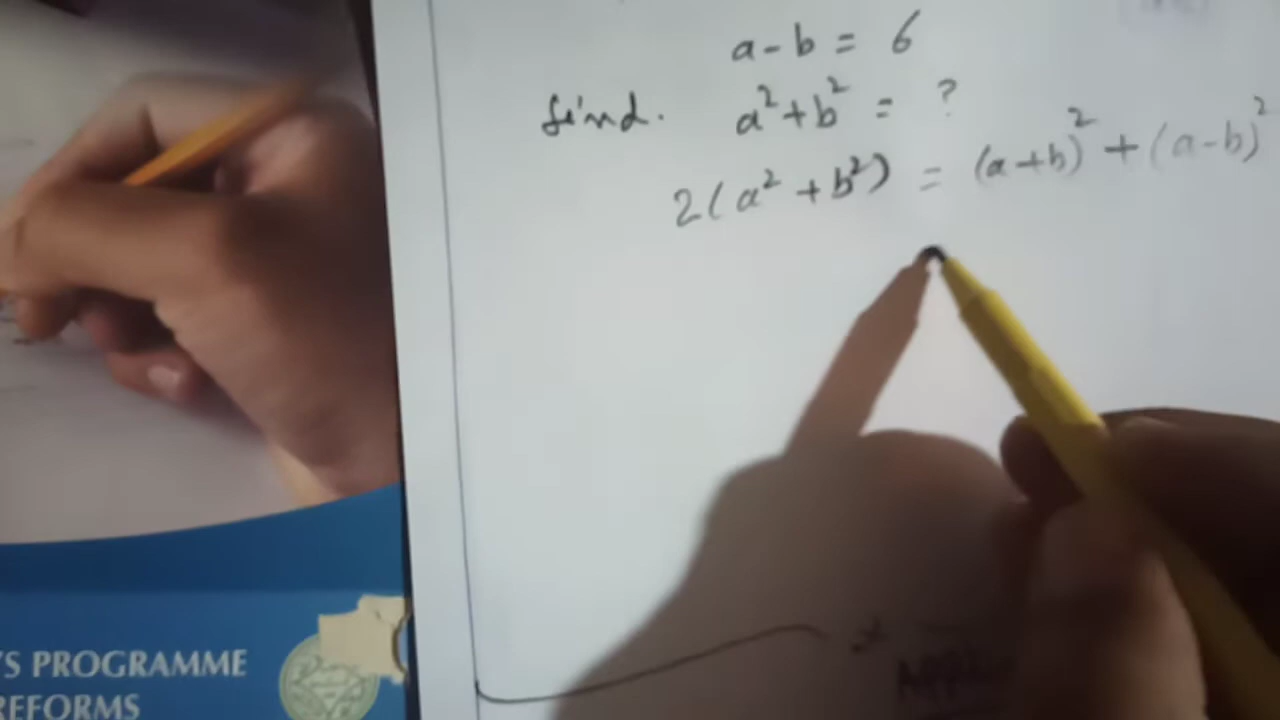 a - b = 6
find. a² + b² = ?
2(a² + b²) = (a + b)² + (a - b)²
'S PROGRAMME
REFORMS